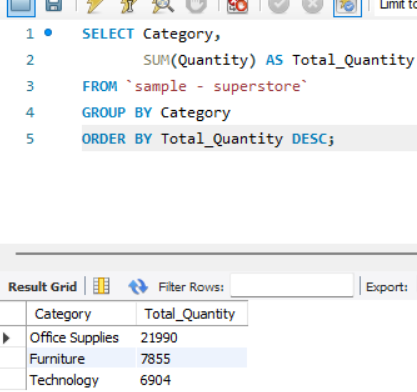 Limit to
1 SELECT Category,
2 SUM(Quantity) AS Total_Quantity
3 FROM `sample - superstore`
4 GROUP BY Category
5 ORDER BY Total_Quantity DESC;
Result Grid Filter Rows: Export:
Category Total_Quantity
Office Supplies 21990
Furniture 7855
Technology 6904